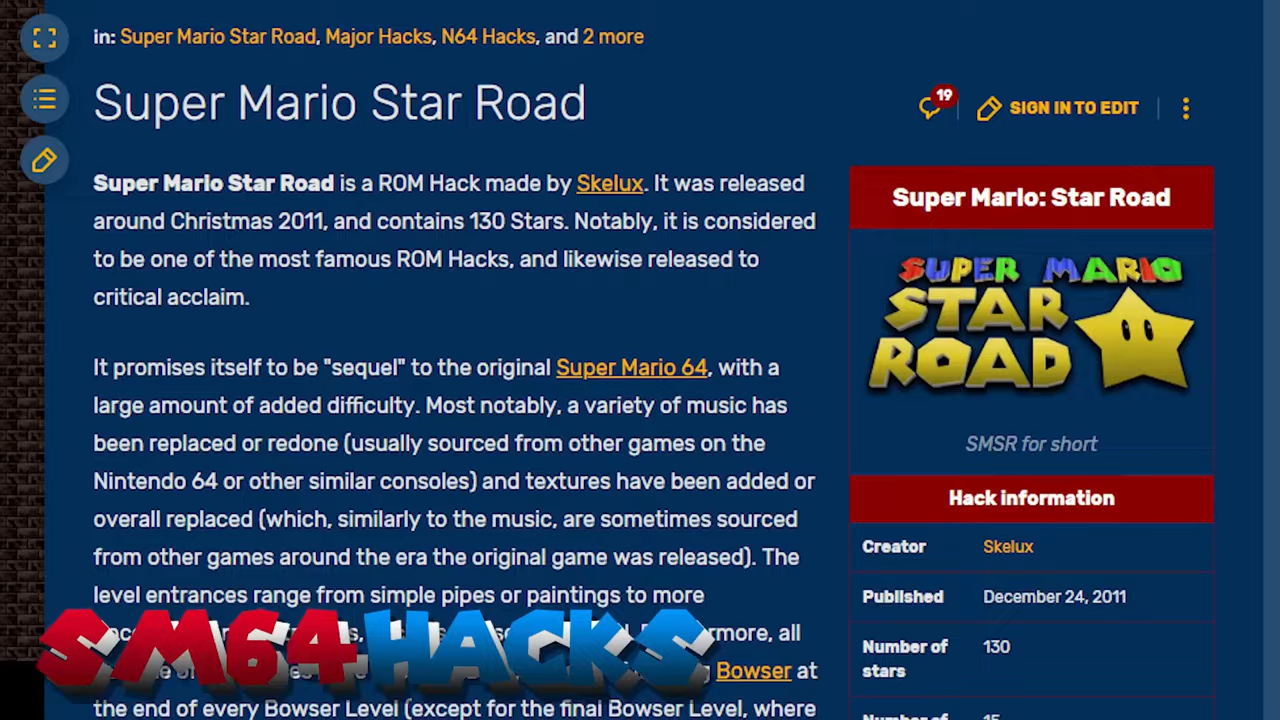 in: Super Mario Star Road, Major Hacks, N64 Hacks, and 2 more
Super Mario Star Road
19
SIGN IN TO EDIT
Super Mario Star Road is a ROM Hack made by Skelux. It was released
around Christmas 2011, and contains 130 Stars. Notably, it is considered
to be one of the most famous ROM Hacks, and likewise released to
critical acclaim.
It promises itself to be "sequel" to the original Super Mario 64, with a
large amount of added difficulty. Most notably, a variety of music has
been replaced or redone (usually sourced from other games on the
Nintendo 64 or other similar consoles) and textures have been added or
overall replaced (which, similarly to the music, are sometimes sourced
from other games around the era the original game was released). The
level entrances range from simple pipes or paintings to more
all
Bowser at
the end of every Bowser Level (except for the final Bowser Level, where
SM64HACKS
Super Mario: Star Road
SUPER MARIO
STAR
ROAD
SMSR for short
Hack information
Creator Skelux
Published December 24, 2011
Number of 130
stars